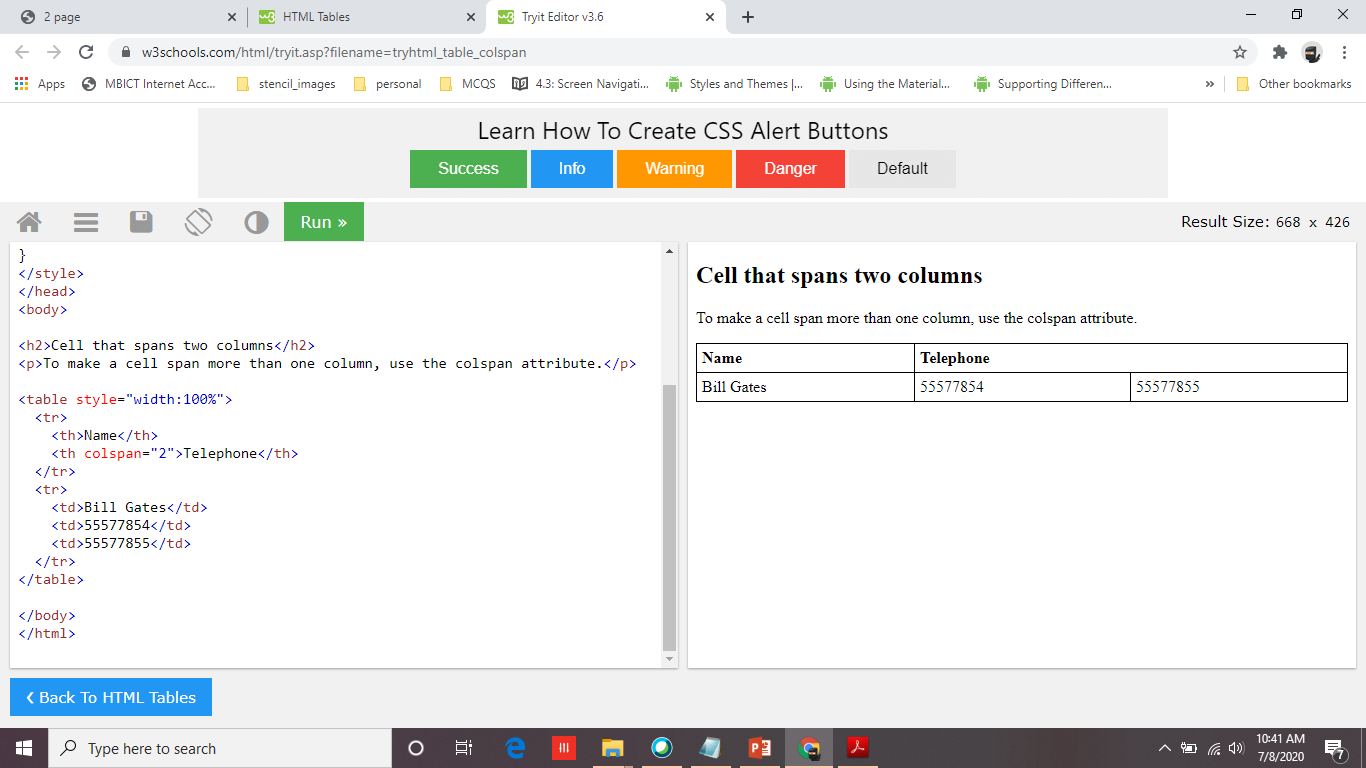 2 page
HTML Tables
Tryit Editor v3.6
w3schools.com/html/tryit.asp?filename=tryhtml_table_colspan
Apps
MBICT Internet Acc...
stencil_images
personal
MCQS
4.3: Screen Navigati...
Styles and Themes |...
Using the Material...
Supporting Differen...
»
Other bookmarks
Learn How To Create CSS Alert Buttons
Success
Info
Warning
Danger
Default
Run »
Result Size: 668 x 426
}
</style>
</head>
<body>
<h2>Cell that spans two columns</h2>
<p>To make a cell span more than one column, use the colspan attribute.</p>
<table style="width:100%">
<tr>
<th>Name</th>
<th colspan="2">Telephone</th>
</tr>
<tr>
<td>Bill Gates</td>
<td>55577854</td>
<td>55577855</td>
</tr>
</table>
</body>
</html>
Cell that spans two columns
To make a cell span more than one column, use the colspan attribute.
Name Telephone
Bill Gates 55577854 55577855
❮ Back To HTML Tables
Type here to search
10:41 AM
7/8/2020
7